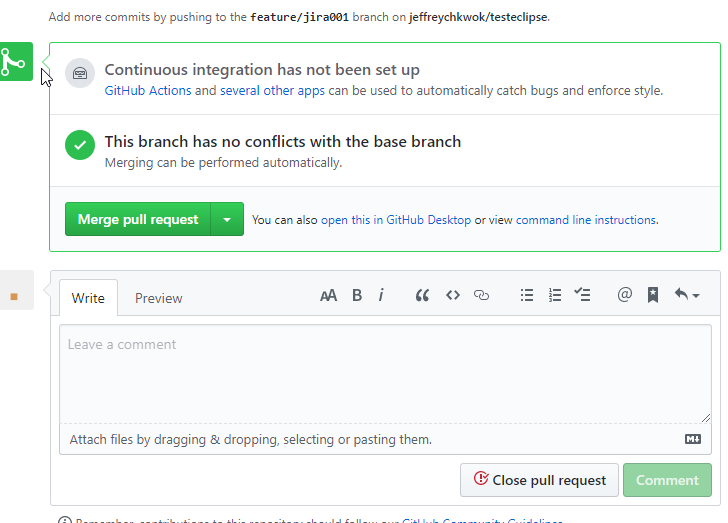 Add more commits by pushing to the feature/jira001 branch on jeffreychkwok/testeclipse.
Continuous integration has not been set up
GitHub Actions and several other apps can be used to automatically catch bugs and enforce style.
This branch has no conflicts with the base branch
Merging can be performed automatically.
Merge pull request
You can also open this in GitHub Desktop or view command line instructions.
Write Preview AA B i @
Leave a comment
Attach files by dragging & dropping, selecting or pasting them. M
Close pull request Comment
Remember, contributions to this repository should follow our GitHub Community Guidelines